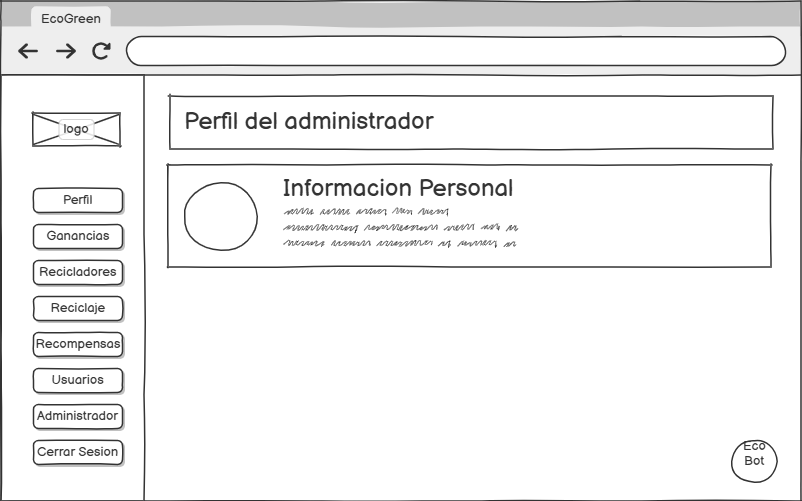 EcoGreen
logo
Perfil
Ganancias
Recicladores
Reciclaje
Recompensas
Usuarios
Administrador
Cerrar Sesion
Perfil del administrador
Informacion Personal
Eco
Bot